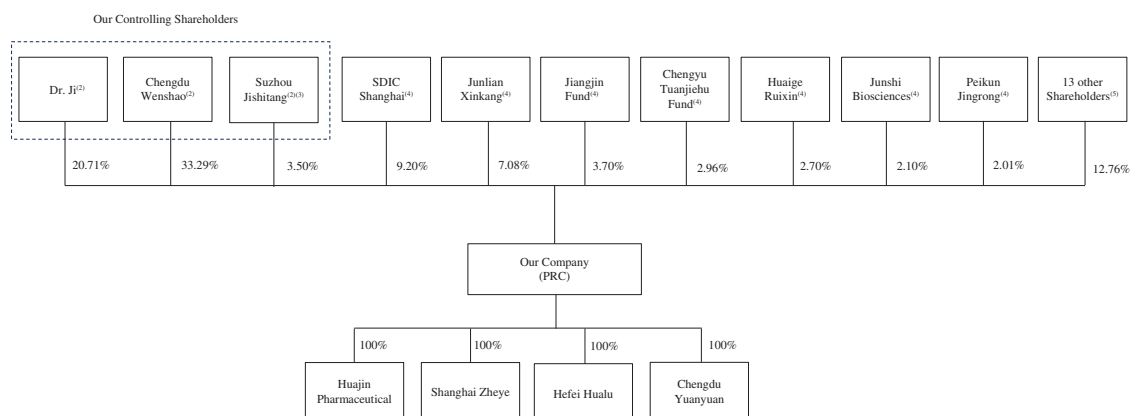 Our Controlling Shareholders
Dr. Ji(2)
Chengdu
Wenshao(2)
Suzhou
Jishitang(2)(3)
SDIC
Shanghai(4)
Junlian
Xinkang(4)
Jiangjin
Fund(4)
Chengyu
Tuanjiehu
Fund(4)
Huaige
Ruixin(4)
Junshi
Biosciences(4)
Peikun
Jingrong(4)
13 other
Shareholders(5)
20.71%
33.29%
3.50%
9.20%
7.08%
3.70%
2.96%
2.70%
2.10%
2.01%
12.76%
Our Company
(PRC)
100%
100%
100%
100%
Huajin
Pharmaceutical
Shanghai Zheye
Hefei Hualu
Chengdu
Yuanyuan